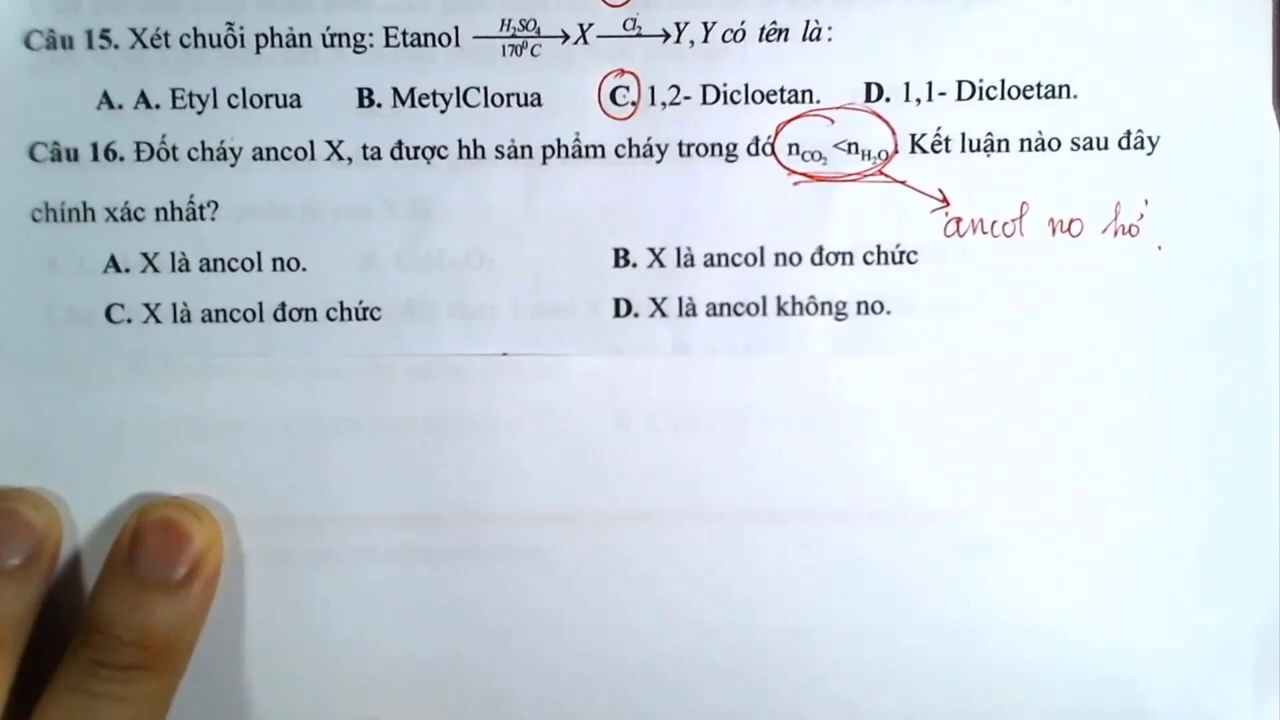 Câu 15. Xét chuỗi phản ứng: Etanol H₂SO₄ 170⁰C → X Cl₂ → Y, Y có tên là:
A. A. Etyl clorua B. MetylClorua C. 1,2- Dicloetan. D. 1,1- Dicloetan.
Câu 16. Đốt cháy ancol X, ta được hh sản phẩm cháy trong đó n CO₂ < n H₂O. Kết luận nào sau đây
chính xác nhất?
ancol no hở.
A. X là ancol no. B. X là ancol no đơn chức
C. X là ancol đơn chức D. X là ancol không no.